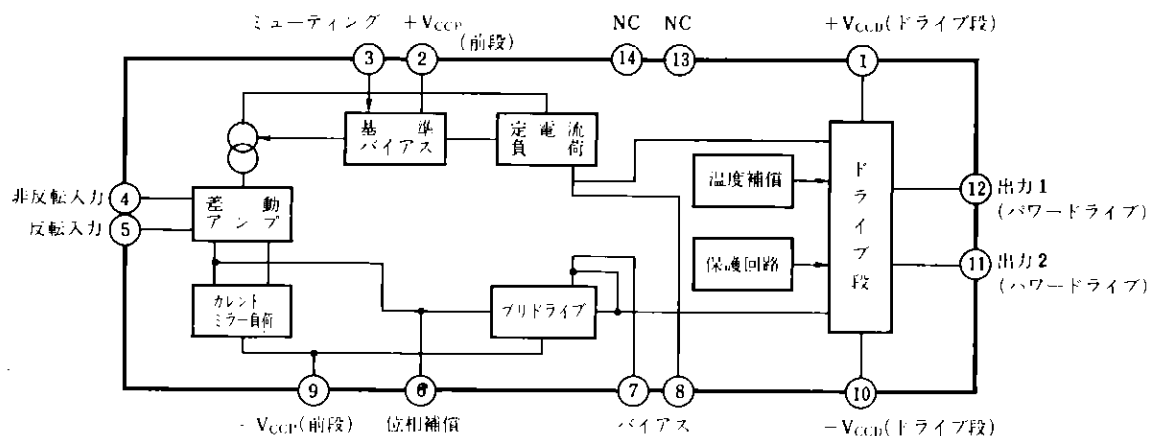 ミューティング
+VCCP
(前段)
NC
NC
+VCCD(ドライブ段)
3
2
14
13
1
基準
バイアス
定電流
負荷
ドライブ段
温度補償
保護回路
非反転入力
4
反転入力
5
差動
アンプ
カレント
ミラー負荷
プリドライブ
12
出力1
(パワードライブ)
11
出力2
(パワードライブ)
9
6
7
8
10
-VCCP(前段)
位相補償
バイアス
-VCCD(ドライブ段)